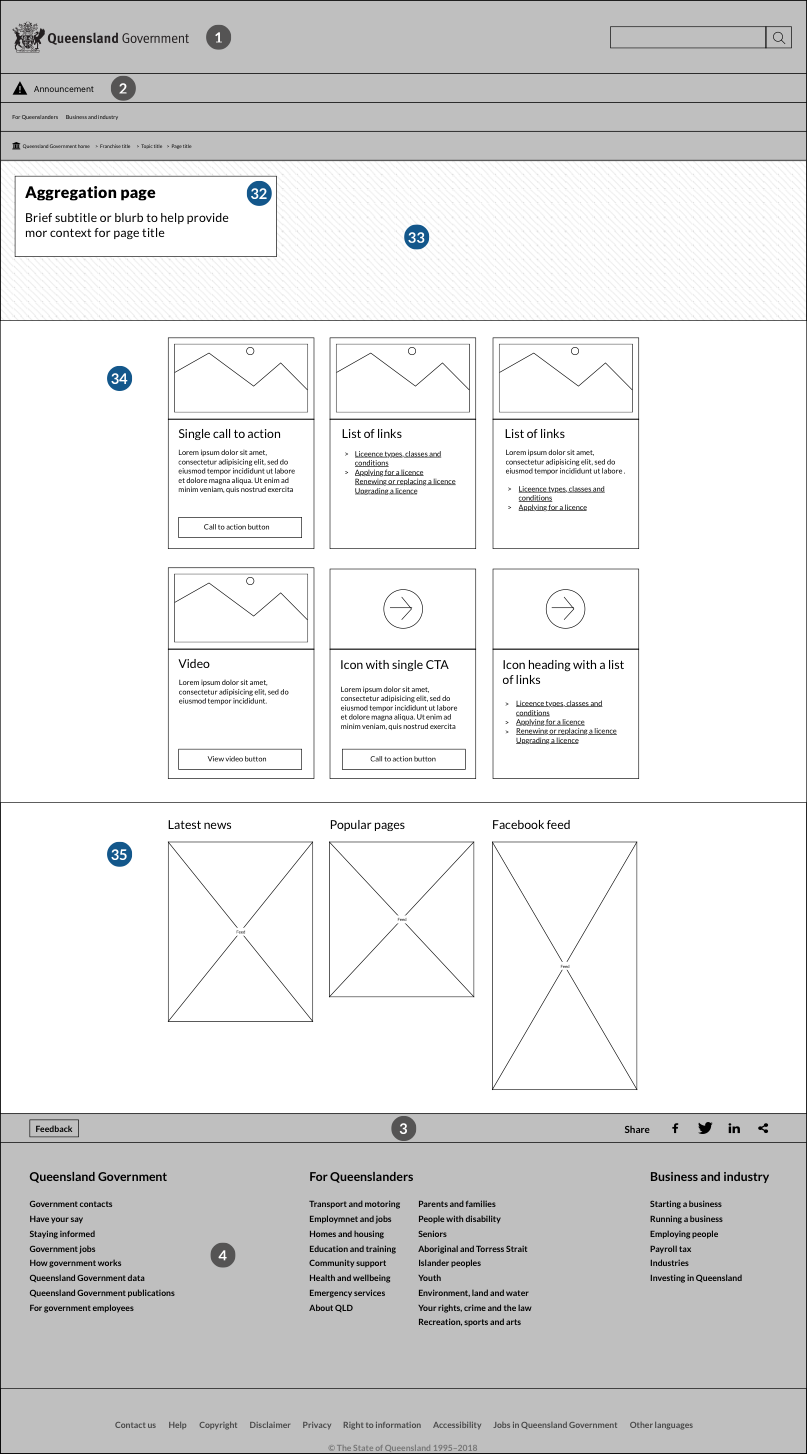 Queensland Government
1
Announcement
2
For Queenslanders Business and Industry
Queensland Government home > Franchise title > Topic title > Page title
Aggregation page
32
Brief subtitle or blurb to help provide
mor context for page title
33
34
Single call to action
Lorem ipsum dolor sit amet,
consectetur adipisicing elit, sed do
eiusmod tempor incididunt ut labore
et dolore magna aliqua. Ut enim ad
minim veniam, quis nostrud exercita
Call to action button
List of links
> Liceence types, classes and
conditions
> Applying for a licence
Renewing or replacing a licence
Upgrading a licence
List of links
Lorem ipsum dolor sit amet,
consectetur adipisicing elit, sed do
eiusmod tempor incididunt ut labore .
> Liceence types, classes and
conditions
> Applying for a licence
Video
Lorem ipsum dolor sit amet,
consectetur adipisicing elit, sed do
eiusmod tempor incididunt.
View video button
Icon with single CTA
Lorem ipsum dolor sit amet,
consectetur adipisicing elit, sed do
eiusmod tempor incididunt ut labore
et dolore magna aliqua. Ut enim ad
minim veniam, quis nostrud exercita
Call to action button
Icon heading with a list
of links
> Liceence types, classes and
conditions
> Applying for a licence
> Renewing or replacing a licence
Upgrading a licence
35
Latest news
Feed
Popular pages
Feed
Facebook feed
Feed
Feedback
3
Share
Queensland Government
Government contacts
Have your say
Staying informed
Government jobs
How government works
Queensland Government data
Queensland Government publications
For government employees
4
For Queenslanders
Transport and motoring
Employmnet and jobs
Homes and housing
Education and training
Community support
Health and wellbeing
Emergency services
About QLD
Parents and families
People with disability
Seniors
Aboriginal and Torress Strait
Islander peoples
Youth
Environment, land and water
Your rights, crime and the law
Recreation, sports and arts
Business and industry
Starting a business
Running a business
Employing people
Payroll tax
Industries
Investing in Queensland
Contact us Help Copyright Disclaimer Privacy Right to information Accessibility Jobs in Queensland Government Other languages
© The State of Queensland 1995–2018